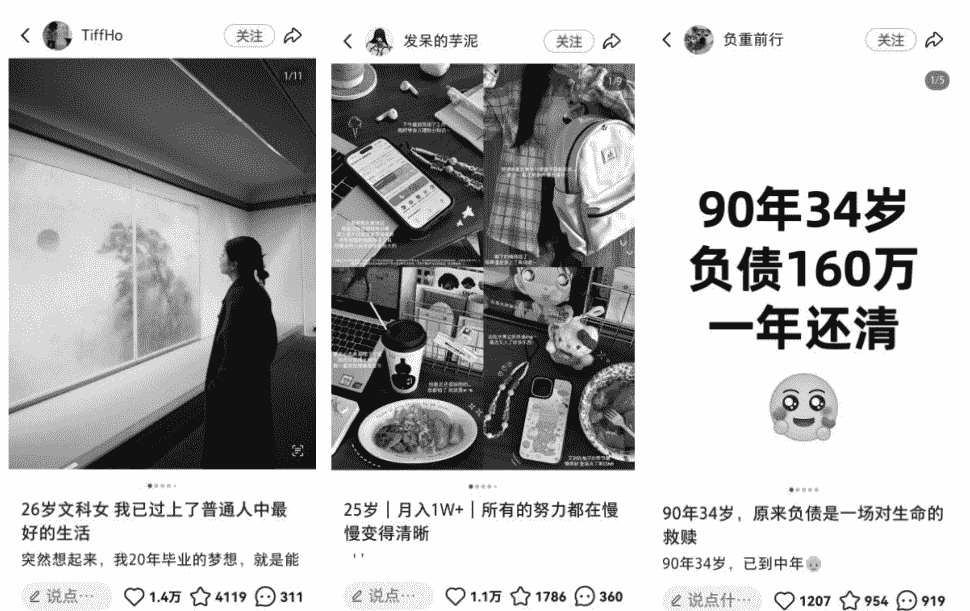 TiffHo
关注
1/11
26岁文科女 我已过上了普通人中最
好的生活
突然想起来，我20年毕业的梦想，就是能
说点…
1.4万
4119
311
发呆的芋泥
关注
1/9
25岁｜月入1W+｜所有的努力都在慢
慢变得清晰
说点…
1.1万
1786
360
负重前行
关注
1/5
90年34岁
负债160万
一年还清
90年34岁，原来负债是一场对生命的
救赎
90年34岁，已到中年
说点什…
1207
954
919